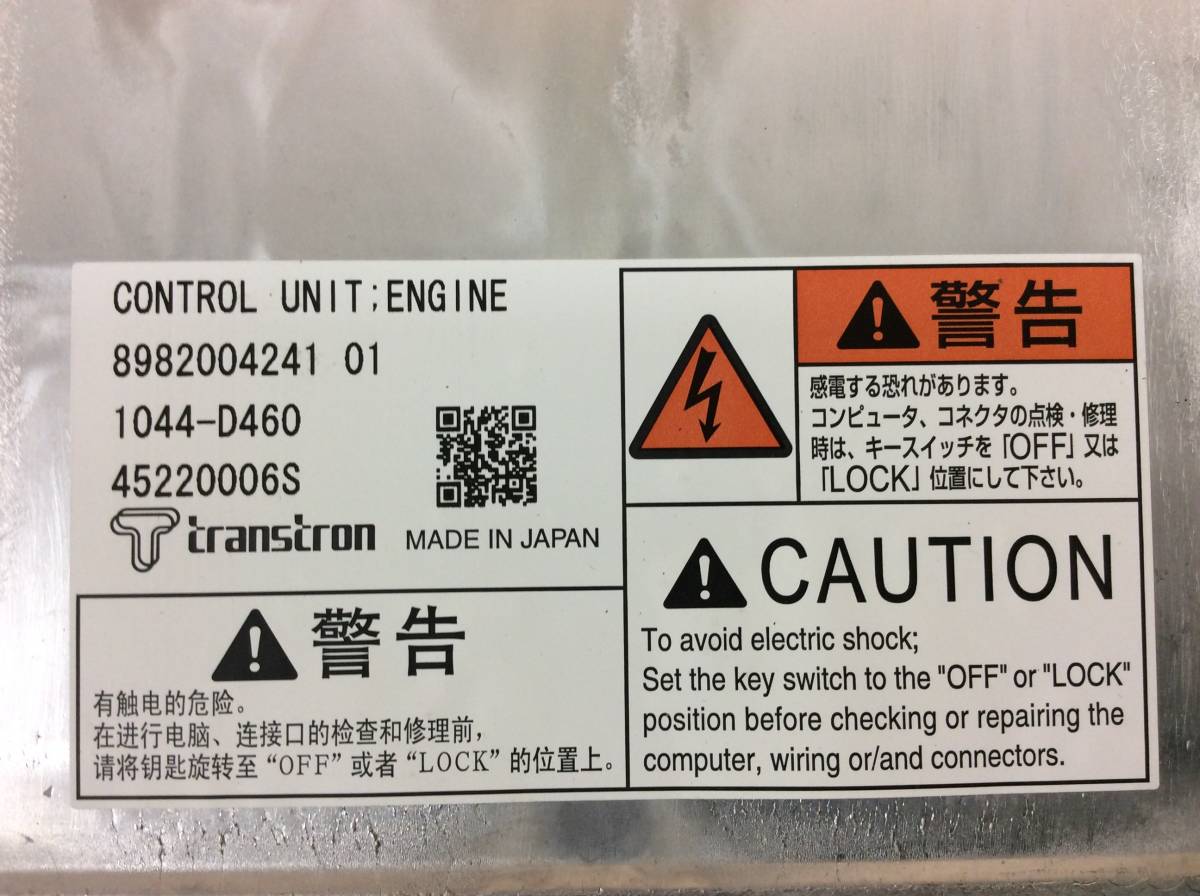 CONTROL UNIT;ENGINE
8982004241 01
1044-D460
45220006S
transtron
MADE IN JAPAN
警告
感電する恐れがあります。
コンピュータ、コネクタの点検・修理
時は、キースイッチを「OFF」又は
「LOCK」位置にして下さい。
警告
有触电的危险。
在进行电脑、连接口的检查和修理前，
请将钥匙旋转至“OFF”或者“LOCK”的位置上。
CAUTION
To avoid electric shock;
Set the key switch to the "OFF" or "LOCK"
position before checking or repairing the
computer, wiring or/and connectors.